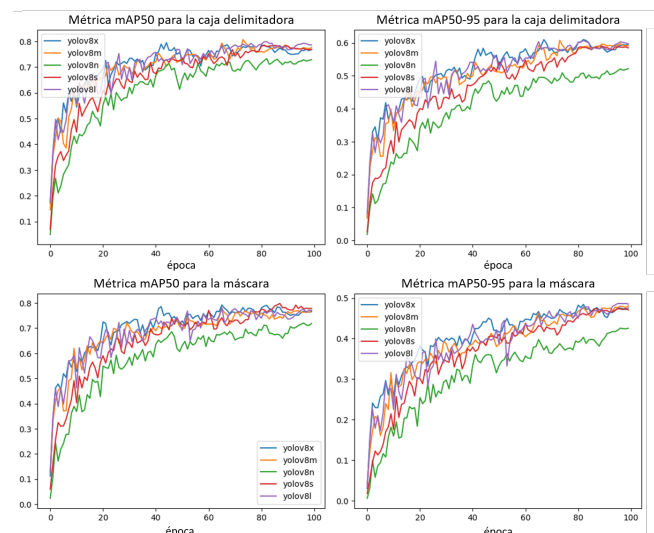 Métrica mAP50 para la caja delimitadora
0.8
0.7
0.6
0.5
0.4
0.3
0.2
0.1
yolov8x
yolov8m
yolov8n
yolov8s
yolov8l
0 20 40 60 80 100
época
Métrica mAP50-95 para la caja delimitadora
0.6
0.5
0.4
0.3
0.2
0.1
0.0
yolov8x
yolov8m
yolov8n
yolov8s
yolov8l
0 20 40 60 80 100
época
Métrica mAP50 para la máscara
0.8
0.7
0.6
0.5
0.4
0.3
0.2
0.1
0.0
yolov8x
yolov8m
yolov8n
yolov8s
yolov8l
0 20 40 60 80 100
época
Métrica mAP50-95 para la máscara
0.5
0.4
0.3
0.2
0.1
0.0
yolov8x
yolov8m
yolov8n
yolov8s
yolov8l
0 20 40 60 80 100
época